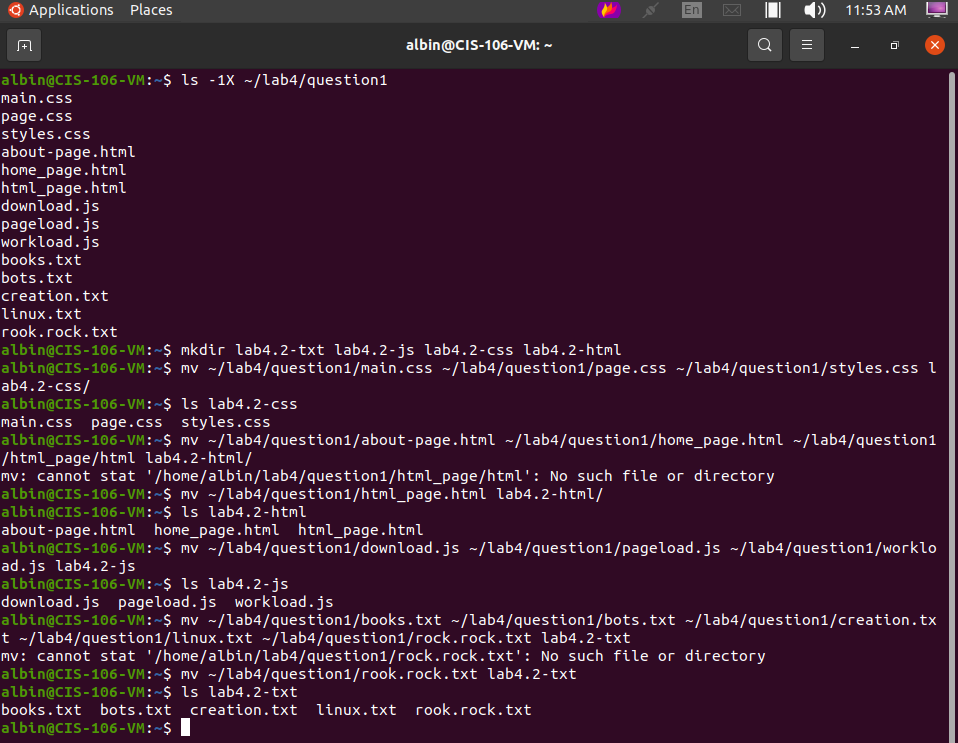 Applications Places En 11:53 AM
albin@CIS-106-VM: ~
albin@CIS-106-VM:~$ ls -1X ~/lab4/question1
main.css
page.css
styles.css
about-page.html
home_page.html
html_page.html
download.js
pageload.js
workload.js
books.txt
bots.txt
creation.txt
linux.txt
rook.rock.txt
albin@CIS-106-VM:~$ mkdir lab4.2-txt lab4.2-js lab4.2-css lab4.2-html
albin@CIS-106-VM:~$ mv ~/lab4/question1/main.css ~/lab4/question1/page.css ~/lab4/question1/styles.css l
ab4.2-css/
albin@CIS-106-VM:~$ ls lab4.2-css
main.css  page.css  styles.css
albin@CIS-106-VM:~$ mv ~/lab4/question1/about-page.html ~/lab4/question1/home_page.html ~/lab4/question1
/html_page/html lab4.2-html/
mv: cannot stat '/home/albin/lab4/question1/html_page/html': No such file or directory
albin@CIS-106-VM:~$ mv ~/lab4/question1/html_page.html lab4.2-html/
albin@CIS-106-VM:~$ ls lab4.2-html
about-page.html  home_page.html  html_page.html
albin@CIS-106-VM:~$ mv ~/lab4/question1/download.js ~/lab4/question1/pageload.js ~/lab4/question1/worklo
ad.js lab4.2-js
albin@CIS-106-VM:~$ ls lab4.2-js
download.js  pageload.js  workload.js
albin@CIS-106-VM:~$ mv ~/lab4/question1/books.txt ~/lab4/question1/bots.txt ~/lab4/question1/creation.tx
t ~/lab4/question1/linux.txt ~/lab4/question1/rock.rock.txt lab4.2-txt
mv: cannot stat '/home/albin/lab4/question1/rock.rock.txt': No such file or directory
albin@CIS-106-VM:~$ mv ~/lab4/question1/rook.rock.txt lab4.2-txt
albin@CIS-106-VM:~$ ls lab4.2-txt
books.txt  bots.txt  creation.txt  linux.txt  rook.rock.txt
albin@CIS-106-VM:~$